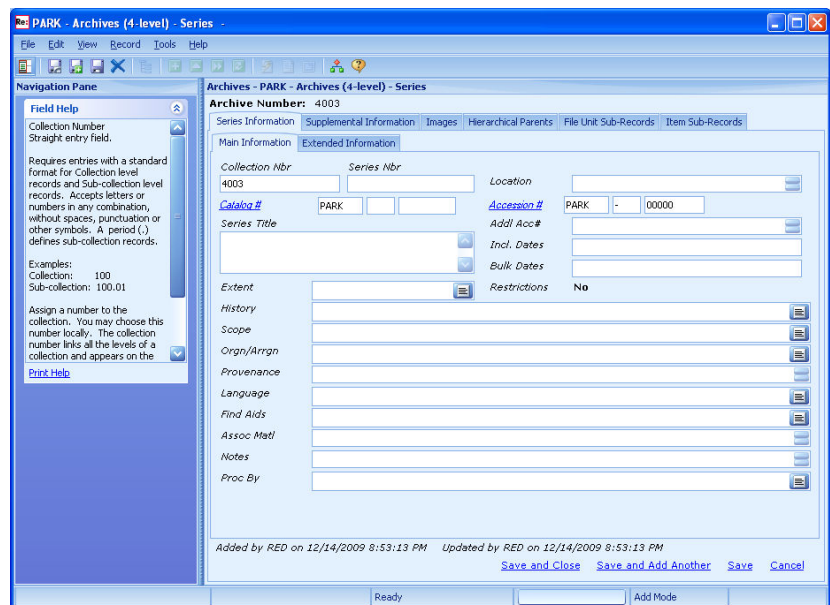 Re: PARK - Archives (4-level) - Series -
File Edit View Record Tools Help
Navigation Pane
Field Help
Collection Number
Straight entry field.
Requires entries with a standard
format for Collection level
records and Sub-collection level
records. Accepts letters or
numbers in any combination,
without spaces, punctuation or
other symbols. A period (.)
defines sub-collection records.
Examples:
Collection: 100
Sub-collection: 100.01
Assign a number to the
collection. You may choose this
number locally. The collection
number links all the levels of a
collection and appears on the
Print Help
Archives - PARK - Archives (4-level) - Series
Archive Number: 4003
Series Information Supplemental Information Images Hierarchical Parents File Unit Sub-Records Item Sub-Records
Main Information Extended Information
Collection Nbr Series Nbr
4003 Location
Catalog # PARK Accession # PARK - 00000
Series Title Addl Acc#
Incl. Dates
Bulk Dates
Extent Restrictions No
History
Scope
Orgn/Arrgn
Provenance
Language
Find Aids
Assoc Matl
Notes
Proc By
Added by RED on 12/14/2009 8:53:13 PM Updated by RED on 12/14/2009 8:53:13 PM
Save and Close Save and Add Another Save Cancel
Ready Add Mode